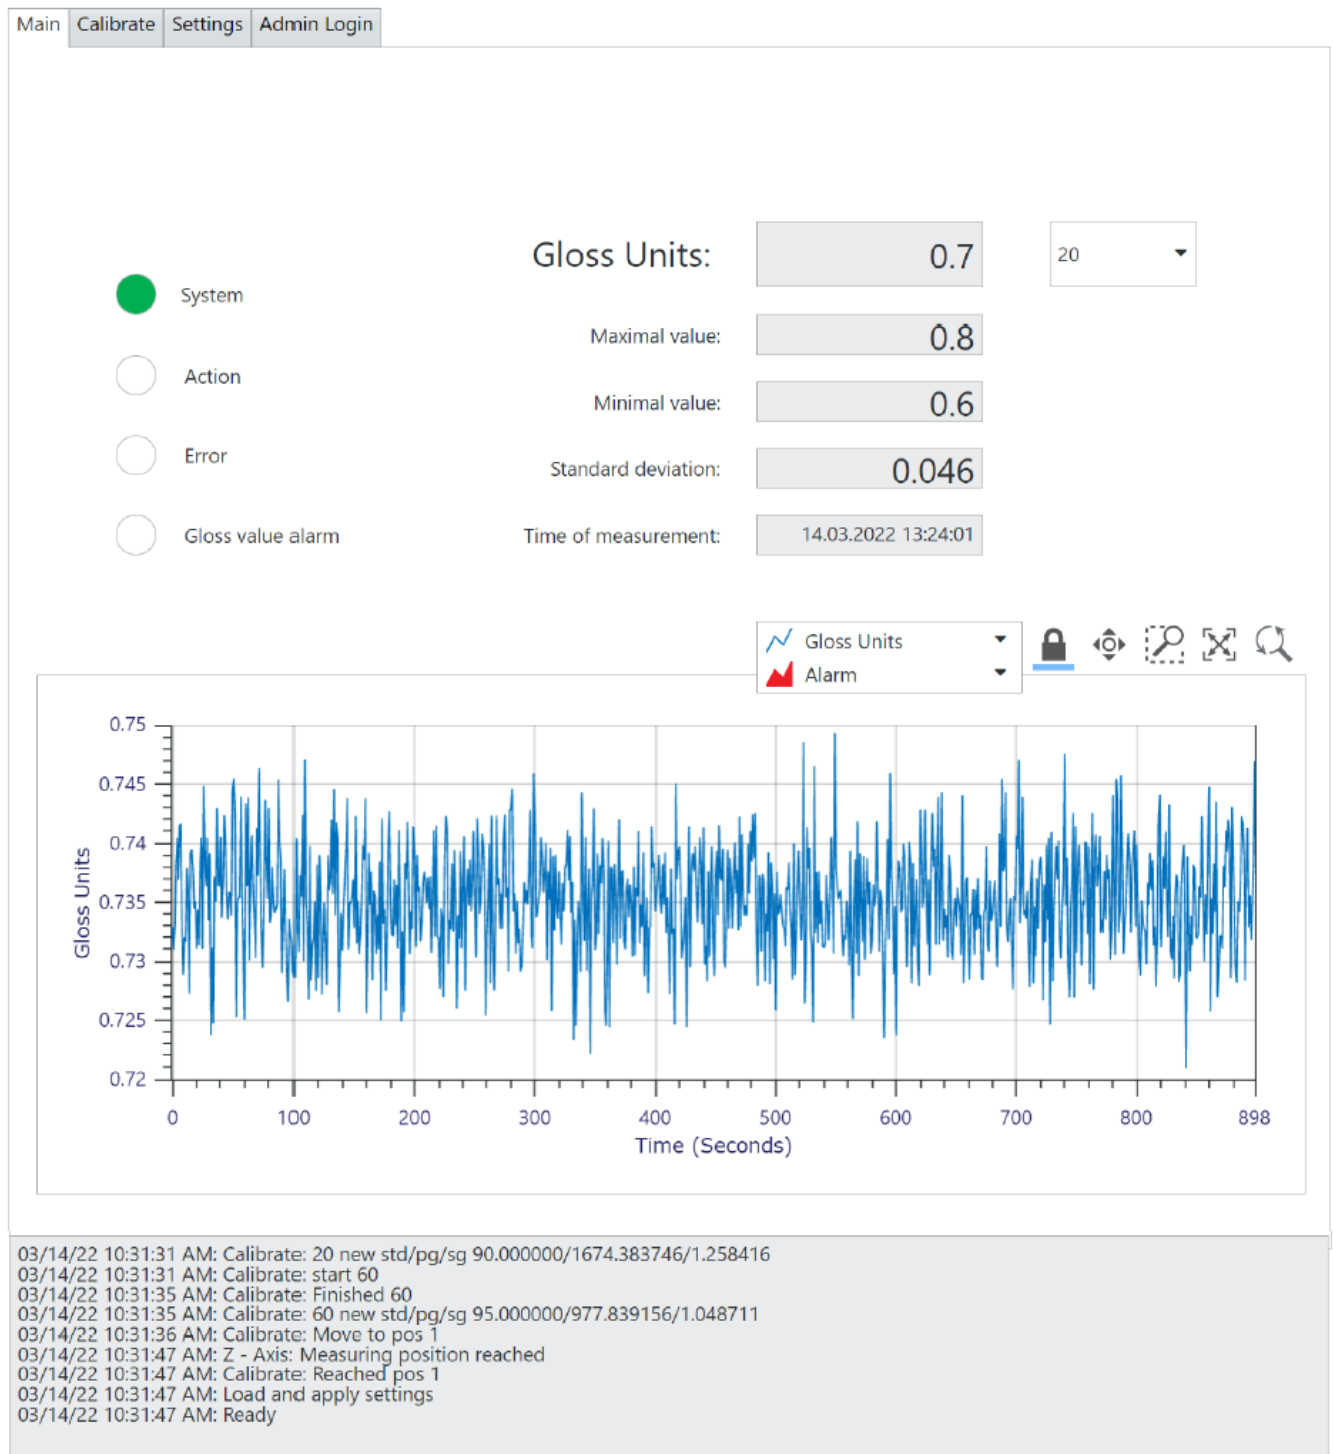 Main Calibrate Settings Admin Login
Gloss Units: 0.7 20
System
Maximal value: 0.8
Action
Minimal value: 0.6
Error
Standard deviation: 0.046
Gloss value alarm
Time of measurement: 14.03.2022 13:24:01
Gloss Units
Alarm
0.75
0.745
0.74
0.735
0.73
0.725
0.72
Gloss Units
0 100 200 300 400 500 600 700 800 898
Time (Seconds)
03/14/22 10:31:31 AM: Calibrate: 20 new std/pg/sg 90.000000/1674.383746/1.258416
03/14/22 10:31:31 AM: Calibrate: start 60
03/14/22 10:31:35 AM: Calibrate: Finished 60
03/14/22 10:31:35 AM: Calibrate: 60 new std/pg/sg 95.000000/977.839156/1.048711
03/14/22 10:31:36 AM: Calibrate: Move to pos 1
03/14/22 10:31:47 AM: Z - Axis: Measuring position reached
03/14/22 10:31:47 AM: Calibrate: Reached pos 1
03/14/22 10:31:47 AM: Load and apply settings
03/14/22 10:31:47 AM: Ready